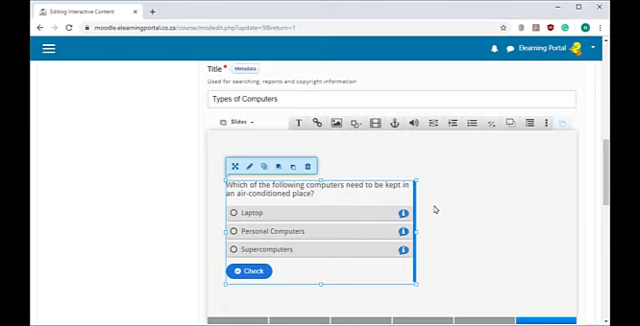 Editing Interactive Content
moodle.elearningportal.co.za/course/modedit.php?update=9&return=1
Elearning Portal
Title* Metadata
Used for searching, reports and copyright information
Types of Computers
Slides
Which of the following computers need to be kept in
an air-conditioned place?
Laptop
Personal Computers
Supercomputers
Check